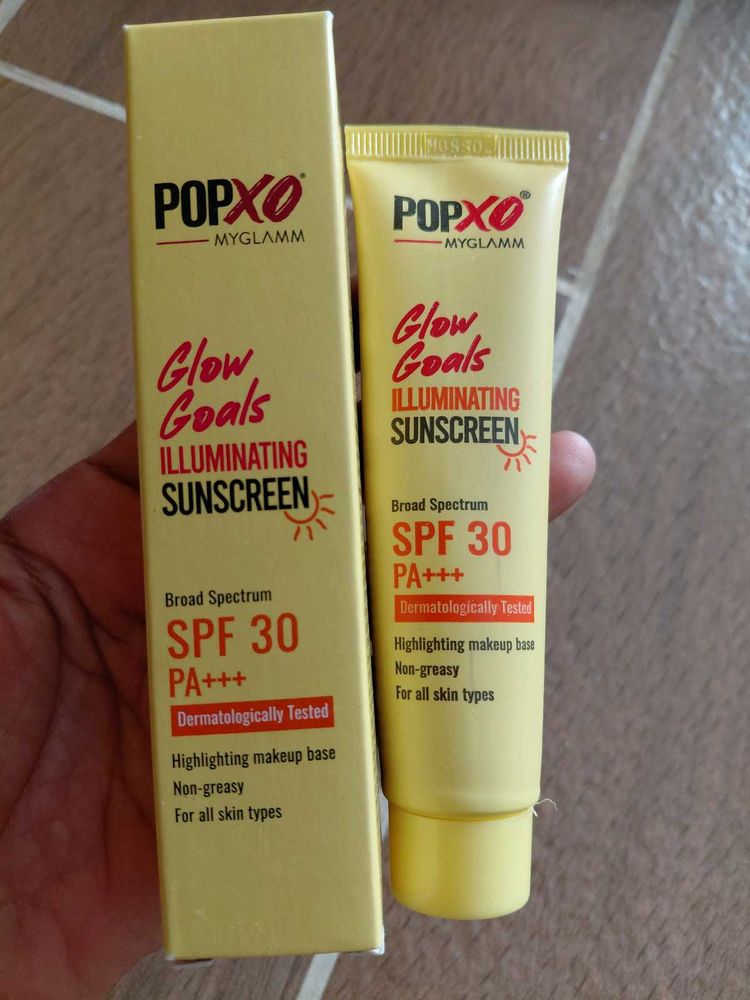 POPXO®
MYGLAMM
Glow
Goals
ILLUMINATING
SUNSCREEN
Broad Spectrum
SPF 30
PA+++
Dermatologically Tested
Highlighting makeup base
Non-greasy
For all skin types
POPXO®
MYGLAMM
Glow
Goals
ILLUMINATING
SUNSCREEN
Broad Spectrum
SPF 30
PA+++
Dermatologically Tested
Highlighting makeup base
Non-greasy
For all skin types